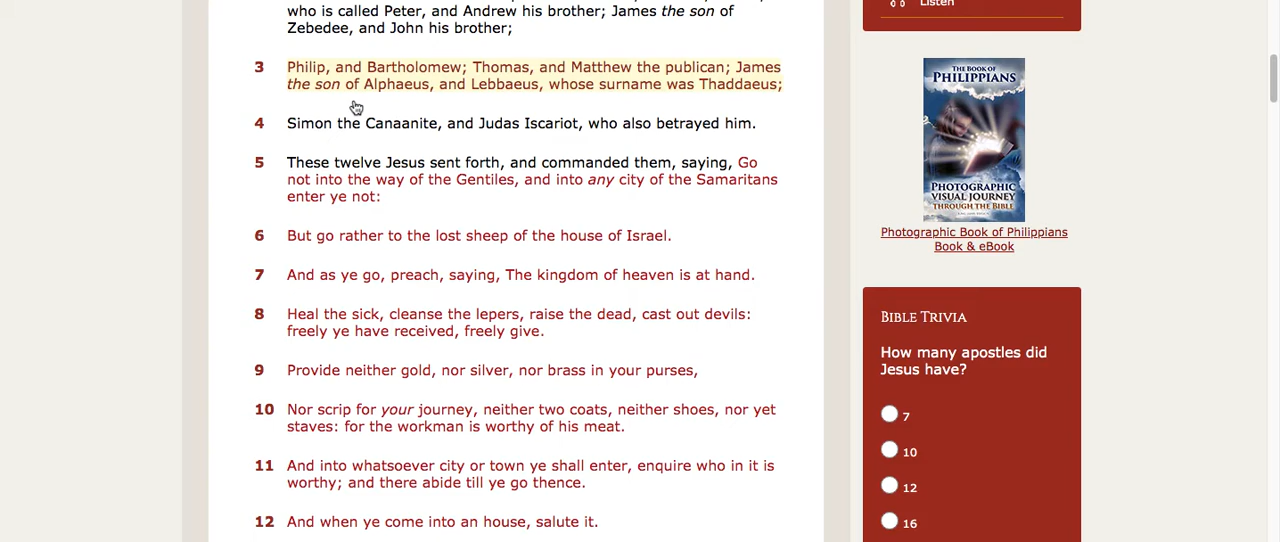 who is called Peter, and Andrew his brother; James the son of
Zebedee, and John his brother;
3 Philip, and Bartholomew; Thomas, and Matthew the publican; James
the son of Alphaeus, and Lebbaeus, whose surname was Thaddaeus;
4 Simon the Canaanite, and Judas Iscariot, who also betrayed him.
5 These twelve Jesus sent forth, and commanded them, saying, Go
not into the way of the Gentiles, and into any city of the Samaritans
enter ye not:
6 But go rather to the lost sheep of the house of Israel.
7 And as ye go, preach, saying, The kingdom of heaven is at hand.
8 Heal the sick, cleanse the lepers, raise the dead, cast out devils:
freely ye have received, freely give.
9 Provide neither gold, nor silver, nor brass in your purses,
10 Nor scrip for your journey, neither two coats, neither shoes, nor yet
staves: for the workman is worthy of his meat.
11 And into whatsoever city or town ye shall enter, enquire who in it is
worthy; and there abide till ye go thence.
12 And when ye come into an house, salute it.
Listen
THE BOOK OF
PHILIPPIANS
PHOTOGRAPHIC
VISUAL JOURNEY
THROUGH THE BIBLE
Photographic Book of Philippians
Book & eBook
BIBLE TRIVIA
How many apostles did
Jesus have?
7
10
12
16